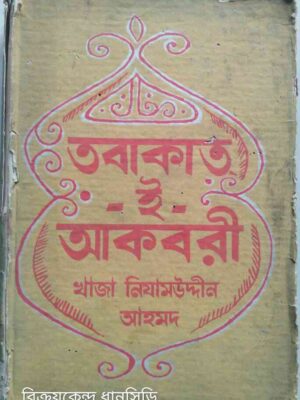 তবাকাত
-ই-
আকবরী
খাজা নিযামউদ্দীন
আহমদ
বিক্রয়কেন্দ্র ধানসিড়ি